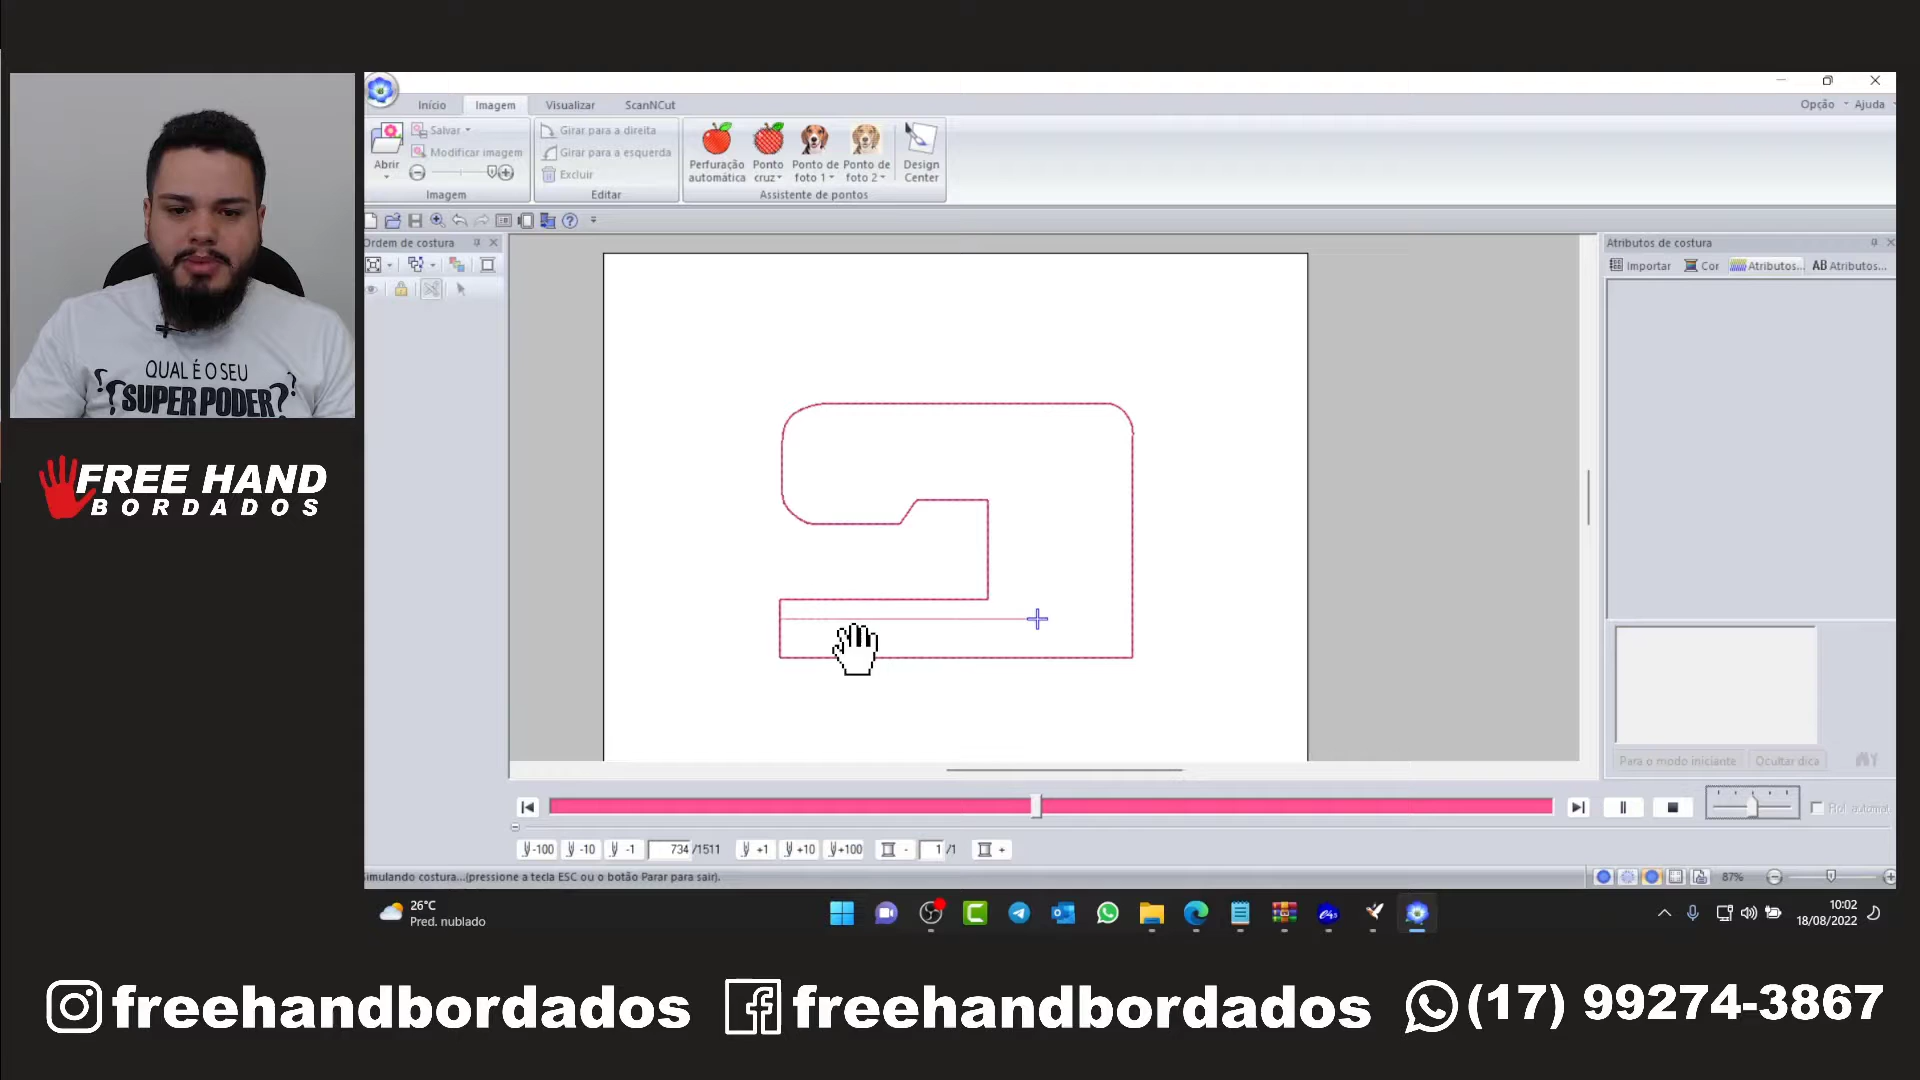 Início
Imagem
Visualizar
ScanNCut
Opção
Ajuda
Abrir
Salvar
Modificar imagem
Imagem
Girar para a direita
Girar para a esquerda
Excluir
Editar
Perfuração automática
Ponto cruz
Ponto de foto 1
Ponto de foto 2
Design Center
Assistente de pontos
Ordem de costura
Atributos de costura
Importar
Cor
Atributos...
AB Atributos...
QUAL É O SEU
SUPER PODER?
FREE HAND
BORDADOS
Para o modo iniciante
Ocultar dica
-100
-10
-1
734 /1511
+1
+10
+100
-
1 /1
+
Simulando costura...(pressione a tecla ESC ou o botão Parar para sair).
87%
26°C
Pred. nublado
10:02
18/08/2022
freehandbordados
freehandbordados
(17) 99274-3867